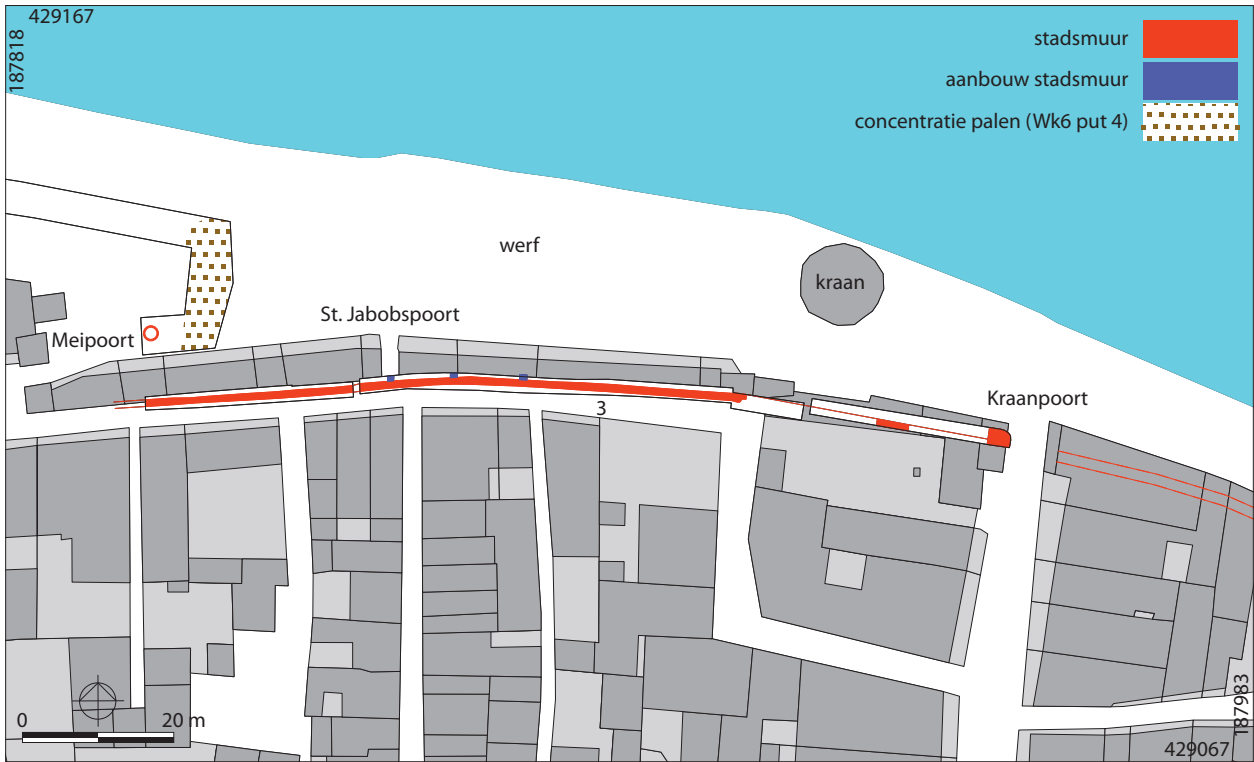 429167
187818
stadsmuur
aanbouw stadsmuur
concentratie palen (Wk6 put 4)
werf
kraan
St. Jabobspoort
Meipoort
Kraanpoort
3
0 20 m
187983
429067